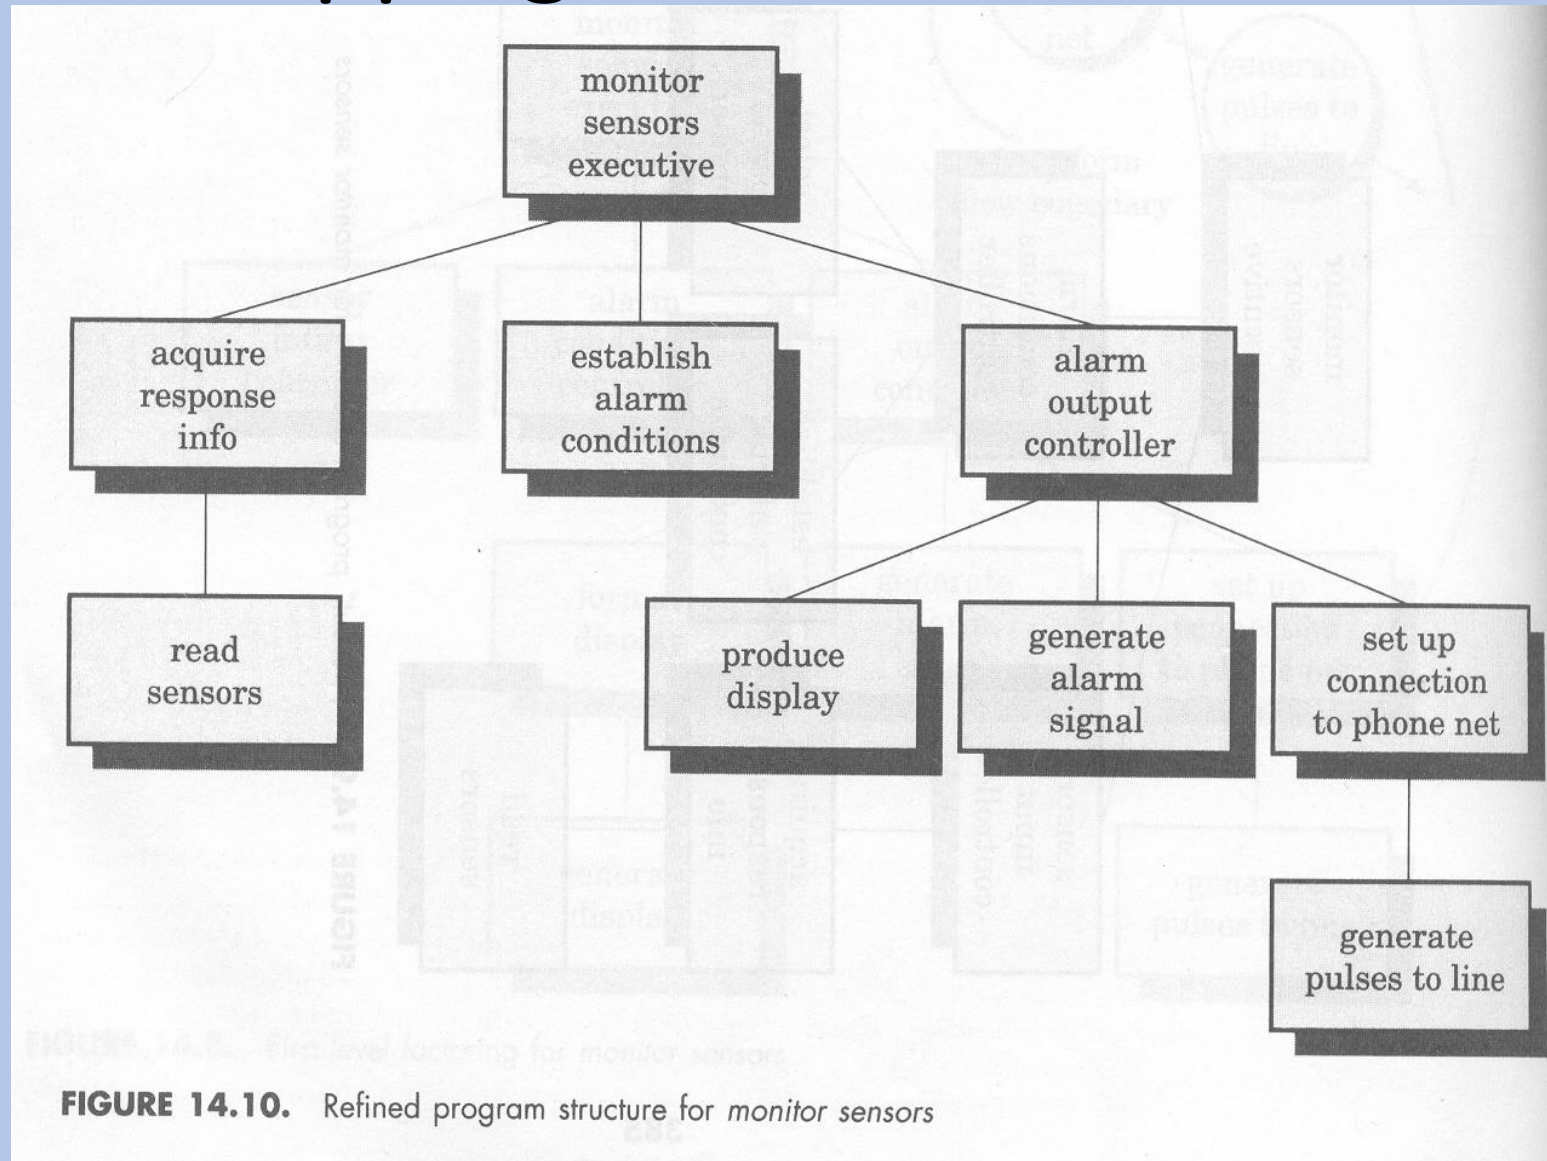 monitor
sensors
executive
acquire
response
info
establish
alarm
conditions
alarm
output
controller
read
sensors
produce
display
generate
alarm
signal
set up
connection
to phone net
generate
pulses to line
FIGURE 14.10. Refined program structure for monitor sensors